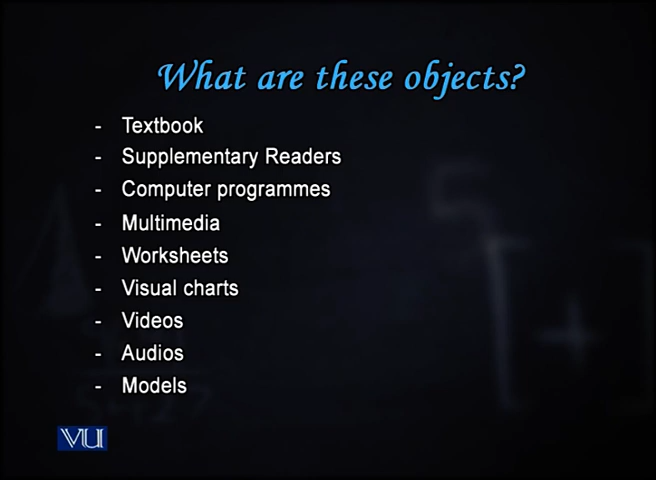 What are these objects?
- Textbook
- Supplementary Readers
- Computer programmes
- Multimedia
- Worksheets
- Visual charts
- Videos
- Audios
- Models
VU